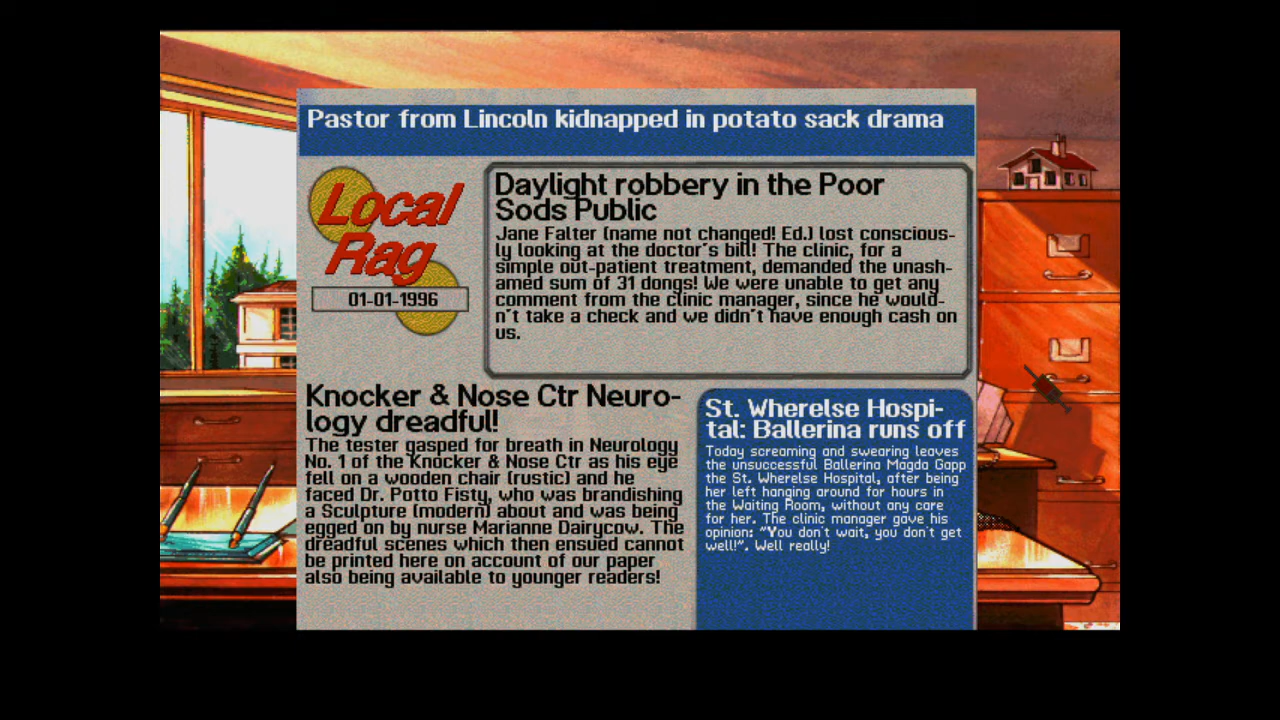 Pastor from Lincoln kidnapped in potato sack drama
Local
Rag
01-01-1996
Daylight robbery in the Poor
Sods Public
Jane Falter (name not changed! Ed.) lost conscious-
ly looking at the doctor's bill! The clinic, for a
simple out-patient treatment, demanded the unash-
amed sum of 31 dongs! We were unable to get any
comment from the clinic manager, since he would-
n't take a check and we didn't have enough cash on
us.
Knocker & Nose Ctr Neuro-
logy dreadful!
The tester gasped for breath in Neurology
No. 1 of the Knocker & Nose Ctr as his eye
fell on a wooden chair (rustic) and he
faced Dr. Potto Fisty, who was brandishing
a Sculpture (modern) about and was being
egged on by nurse Marianne Dairycow. The
dreadful scenes which then ensued cannot
be printed here on account of our paper
also being available to younger readers!
St. Wherelse Hospi-
tal: Ballerina runs off
Today screaming and swearing leaves
the unsuccessful Ballerina Magda Gapp
the St. Wherelse Hospital, after being
her left hanging around for hours in
the Waiting Room, without any care
for her. The clinic manager gave his
opinion: "You don't wait, you don't get
well!". Well really!